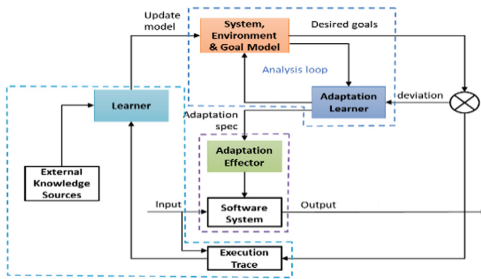 Update
model
System,
Environment
& Goal Model
Desired goals
Analysis loop
Learner
Adaptation
Learner
deviation
Adaptation
spec
Adaptation
Effector
External
Knowledge
Sources
Input
Software
System
Output
Execution
Trace